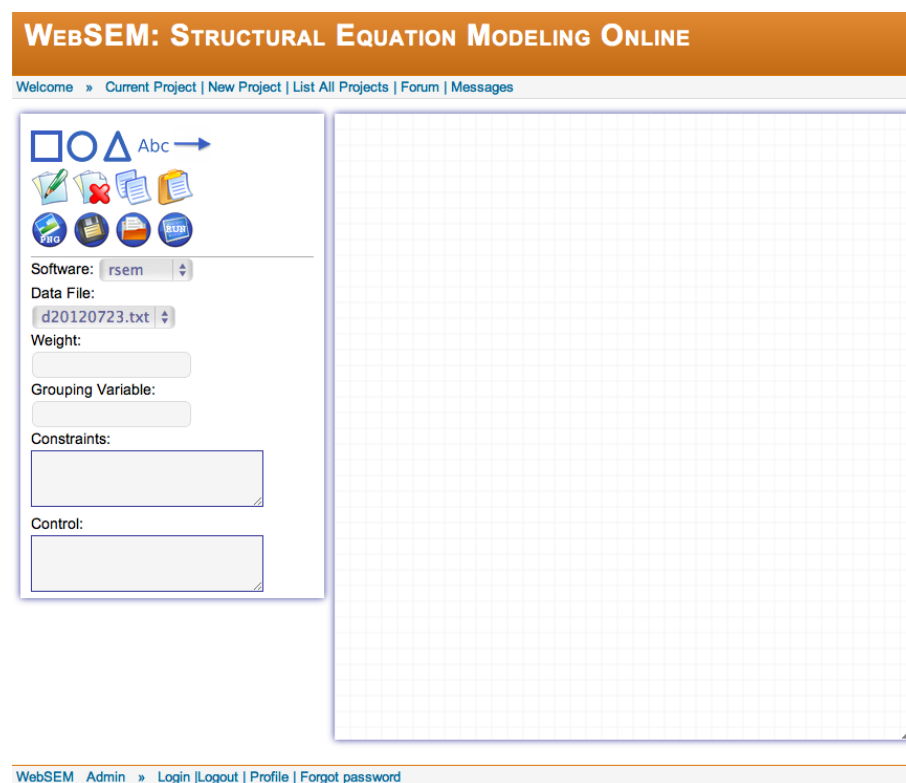 WEBSEM: STRUCTURAL EQUATION MODELING ONLINE
Welcome » Current Project | New Project | List All Projects | Forum | Messages
Abc
PNG RUN
Software: rsem
Data File:
d20120723.txt
Weight:
Grouping Variable:
Constraints:
Control:
WebSEM Admin » Login |Logout | Profile | Forgot password